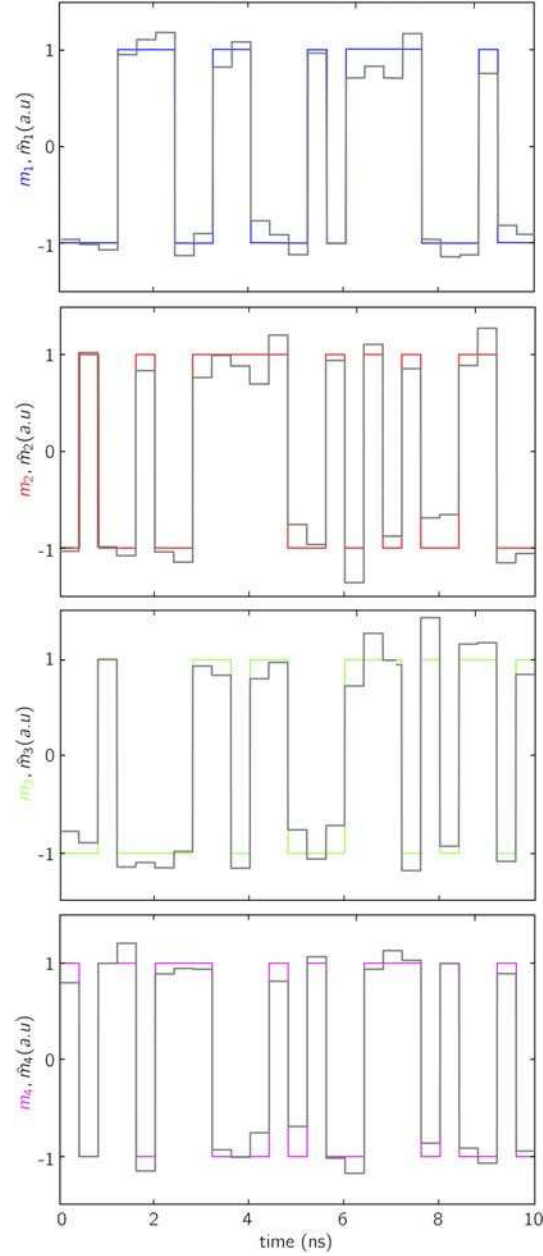 1
0
-1
m₁, m̂₁(a.u)
1
0
-1
m₂, m̂₂(a.u)
1
0
-1
m₃, m̂₃(a.u)
1
0
-1
m₄, m̂₄(a.u)
0 2 4 6 8 10
time (ns)